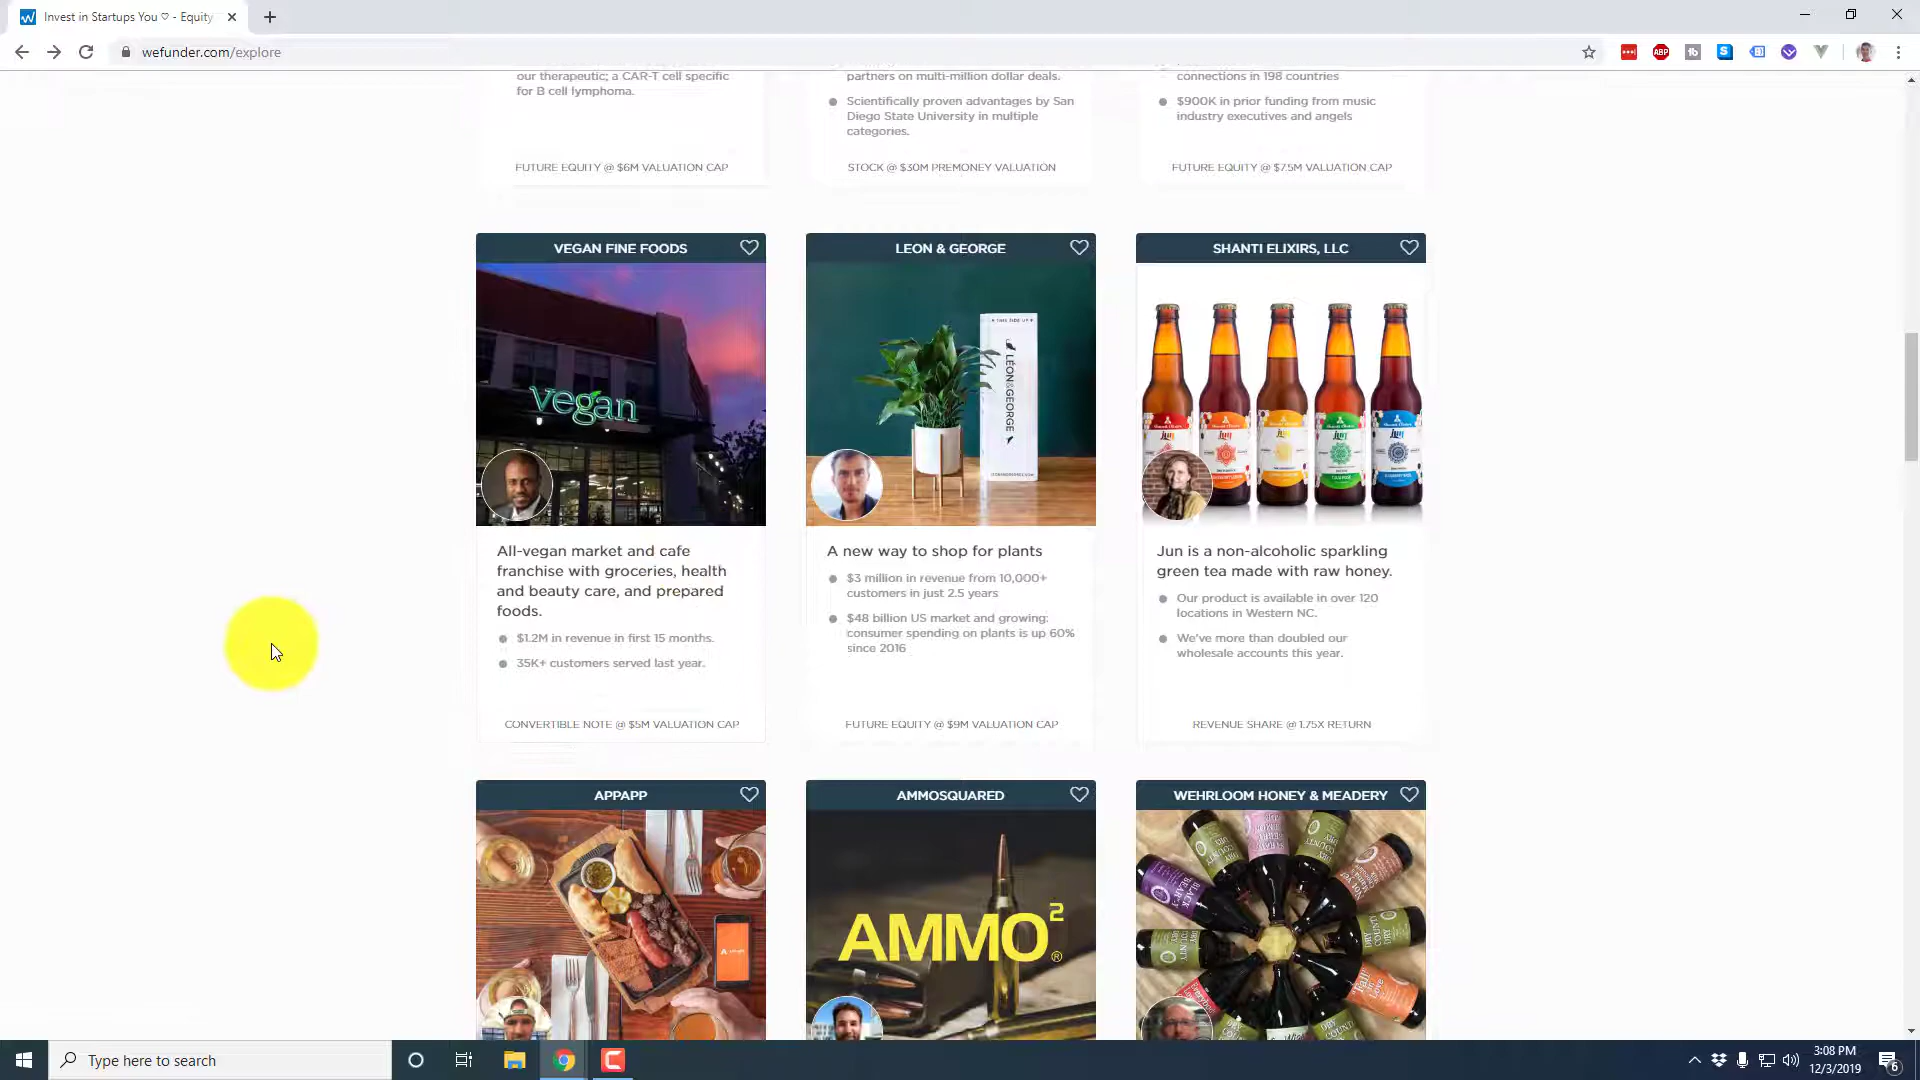 Invest in Startups You ♡ - Equity
wefunder.com/explore
our therapeutic; a CAR-T cell specific
for B cell lymphoma.
FUTURE EQUITY @ $6M VALUATION CAP
partners on multi-million dollar deals.
Scientifically proven advantages by San
Diego State University in multiple
categories.
STOCK @ $30M PREMONEY VALUATION
connections in 198 countries
$900K in prior funding from music
industry executives and angels
FUTURE EQUITY @ $7.5M VALUATION CAP
VEGAN FINE FOODS
vegan
All-vegan market and cafe
franchise with groceries, health
and beauty care, and prepared
foods.
$1.2M in revenue in first 15 months.
35K+ customers served last year.
CONVERTIBLE NOTE @ $5M VALUATION CAP
LEON & GEORGE
THIS SIDE UP
LÉON&GEORGE
A new way to shop for plants
$3 million in revenue from 10,000+
customers in just 2.5 years
$48 billion US market and growing:
consumer spending on plants is up 60%
since 2016
FUTURE EQUITY @ $9M VALUATION CAP
SHANTI ELIXIRS, LLC
Jun
Jun is a non-alcoholic sparkling
green tea made with raw honey.
Our product is available in over 120
locations in Western NC.
We've more than doubled our
wholesale accounts this year.
REVENUE SHARE @ 1.75X RETURN
APPAPP
AMMOSQUARED
AMMO²®
WEHRLOOM HONEY & MEADERY
Type here to search
3:08 PM
12/3/2019
6